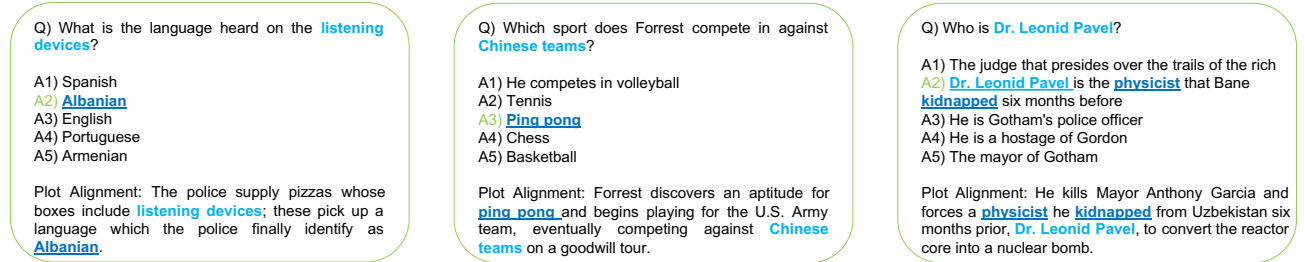 Q) What is the language heard on the listening
devices?
A1) Spanish
A2) Albanian
A3) English
A4) Portuguese
A5) Armenian
Plot Alignment: The police supply pizzas whose
boxes include listening devices; these pick up a
language which the police finally identify as
Albanian.
Q) Which sport does Forrest compete in against
Chinese teams?
A1) He competes in volleyball
A2) Tennis
A3) Ping pong
A4) Chess
A5) Basketball
Plot Alignment: Forrest discovers an aptitude for
ping pong and begins playing for the U.S. Army
team, eventually competing against Chinese
teams on a goodwill tour.
Q) Who is Dr. Leonid Pavel?
A1) The judge that presides over the trails of the rich
A2) Dr. Leonid Pavel is the physicist that Bane
kidnapped six months before
A3) He is Gotham's police officer
A4) He is a hostage of Gordon
A5) The mayor of Gotham
Plot Alignment: He kills Mayor Anthony Garcia and
forces a physicist he kidnapped from Uzbekistan six
months prior, Dr. Leonid Pavel, to convert the reactor
core into a nuclear bomb.